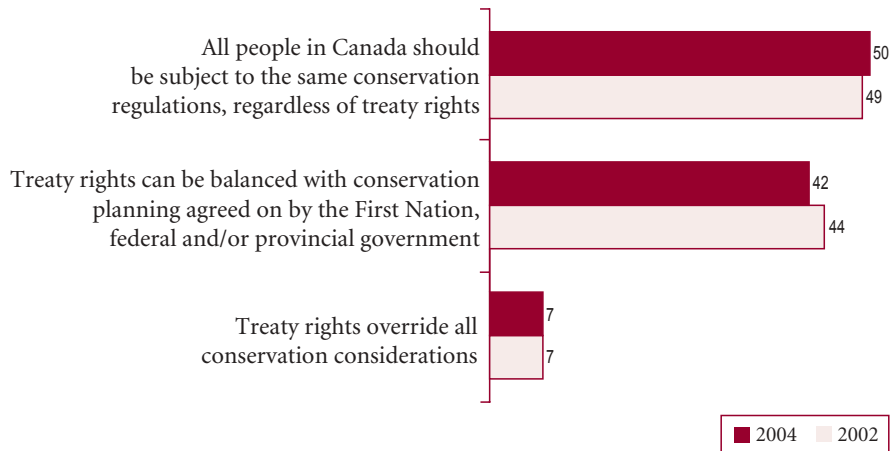 All people in Canada should
be subject to the same conservation
regulations, regardless of treaty rights
50
49
Treaty rights can be balanced with conservation
planning agreed on by the First Nation,
federal and/or provincial government
42
44
Treaty rights override all
conservation considerations
7
7
2004 2002